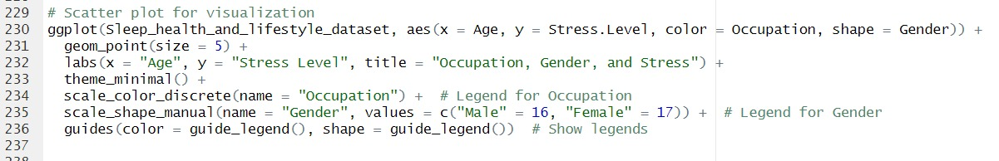 229 # Scatter plot for visualization
230 ggplot(Sleep_health_and_lifestyle_dataset, aes(x = Age, y = Stress.Level, color = Occupation, shape = Gender)) +
231   geom_point(size = 5) +
232   labs(x = "Age", y = "Stress Level", title = "Occupation, Gender, and Stress") +
233   theme_minimal() +
234   scale_color_discrete(name = "Occupation") +  # Legend for Occupation
235   scale_shape_manual(name = "Gender", values = c("Male" = 16, "Female" = 17)) +  # Legend for Gender
236   guides(color = guide_legend(), shape = guide_legend())  # Show legends
237